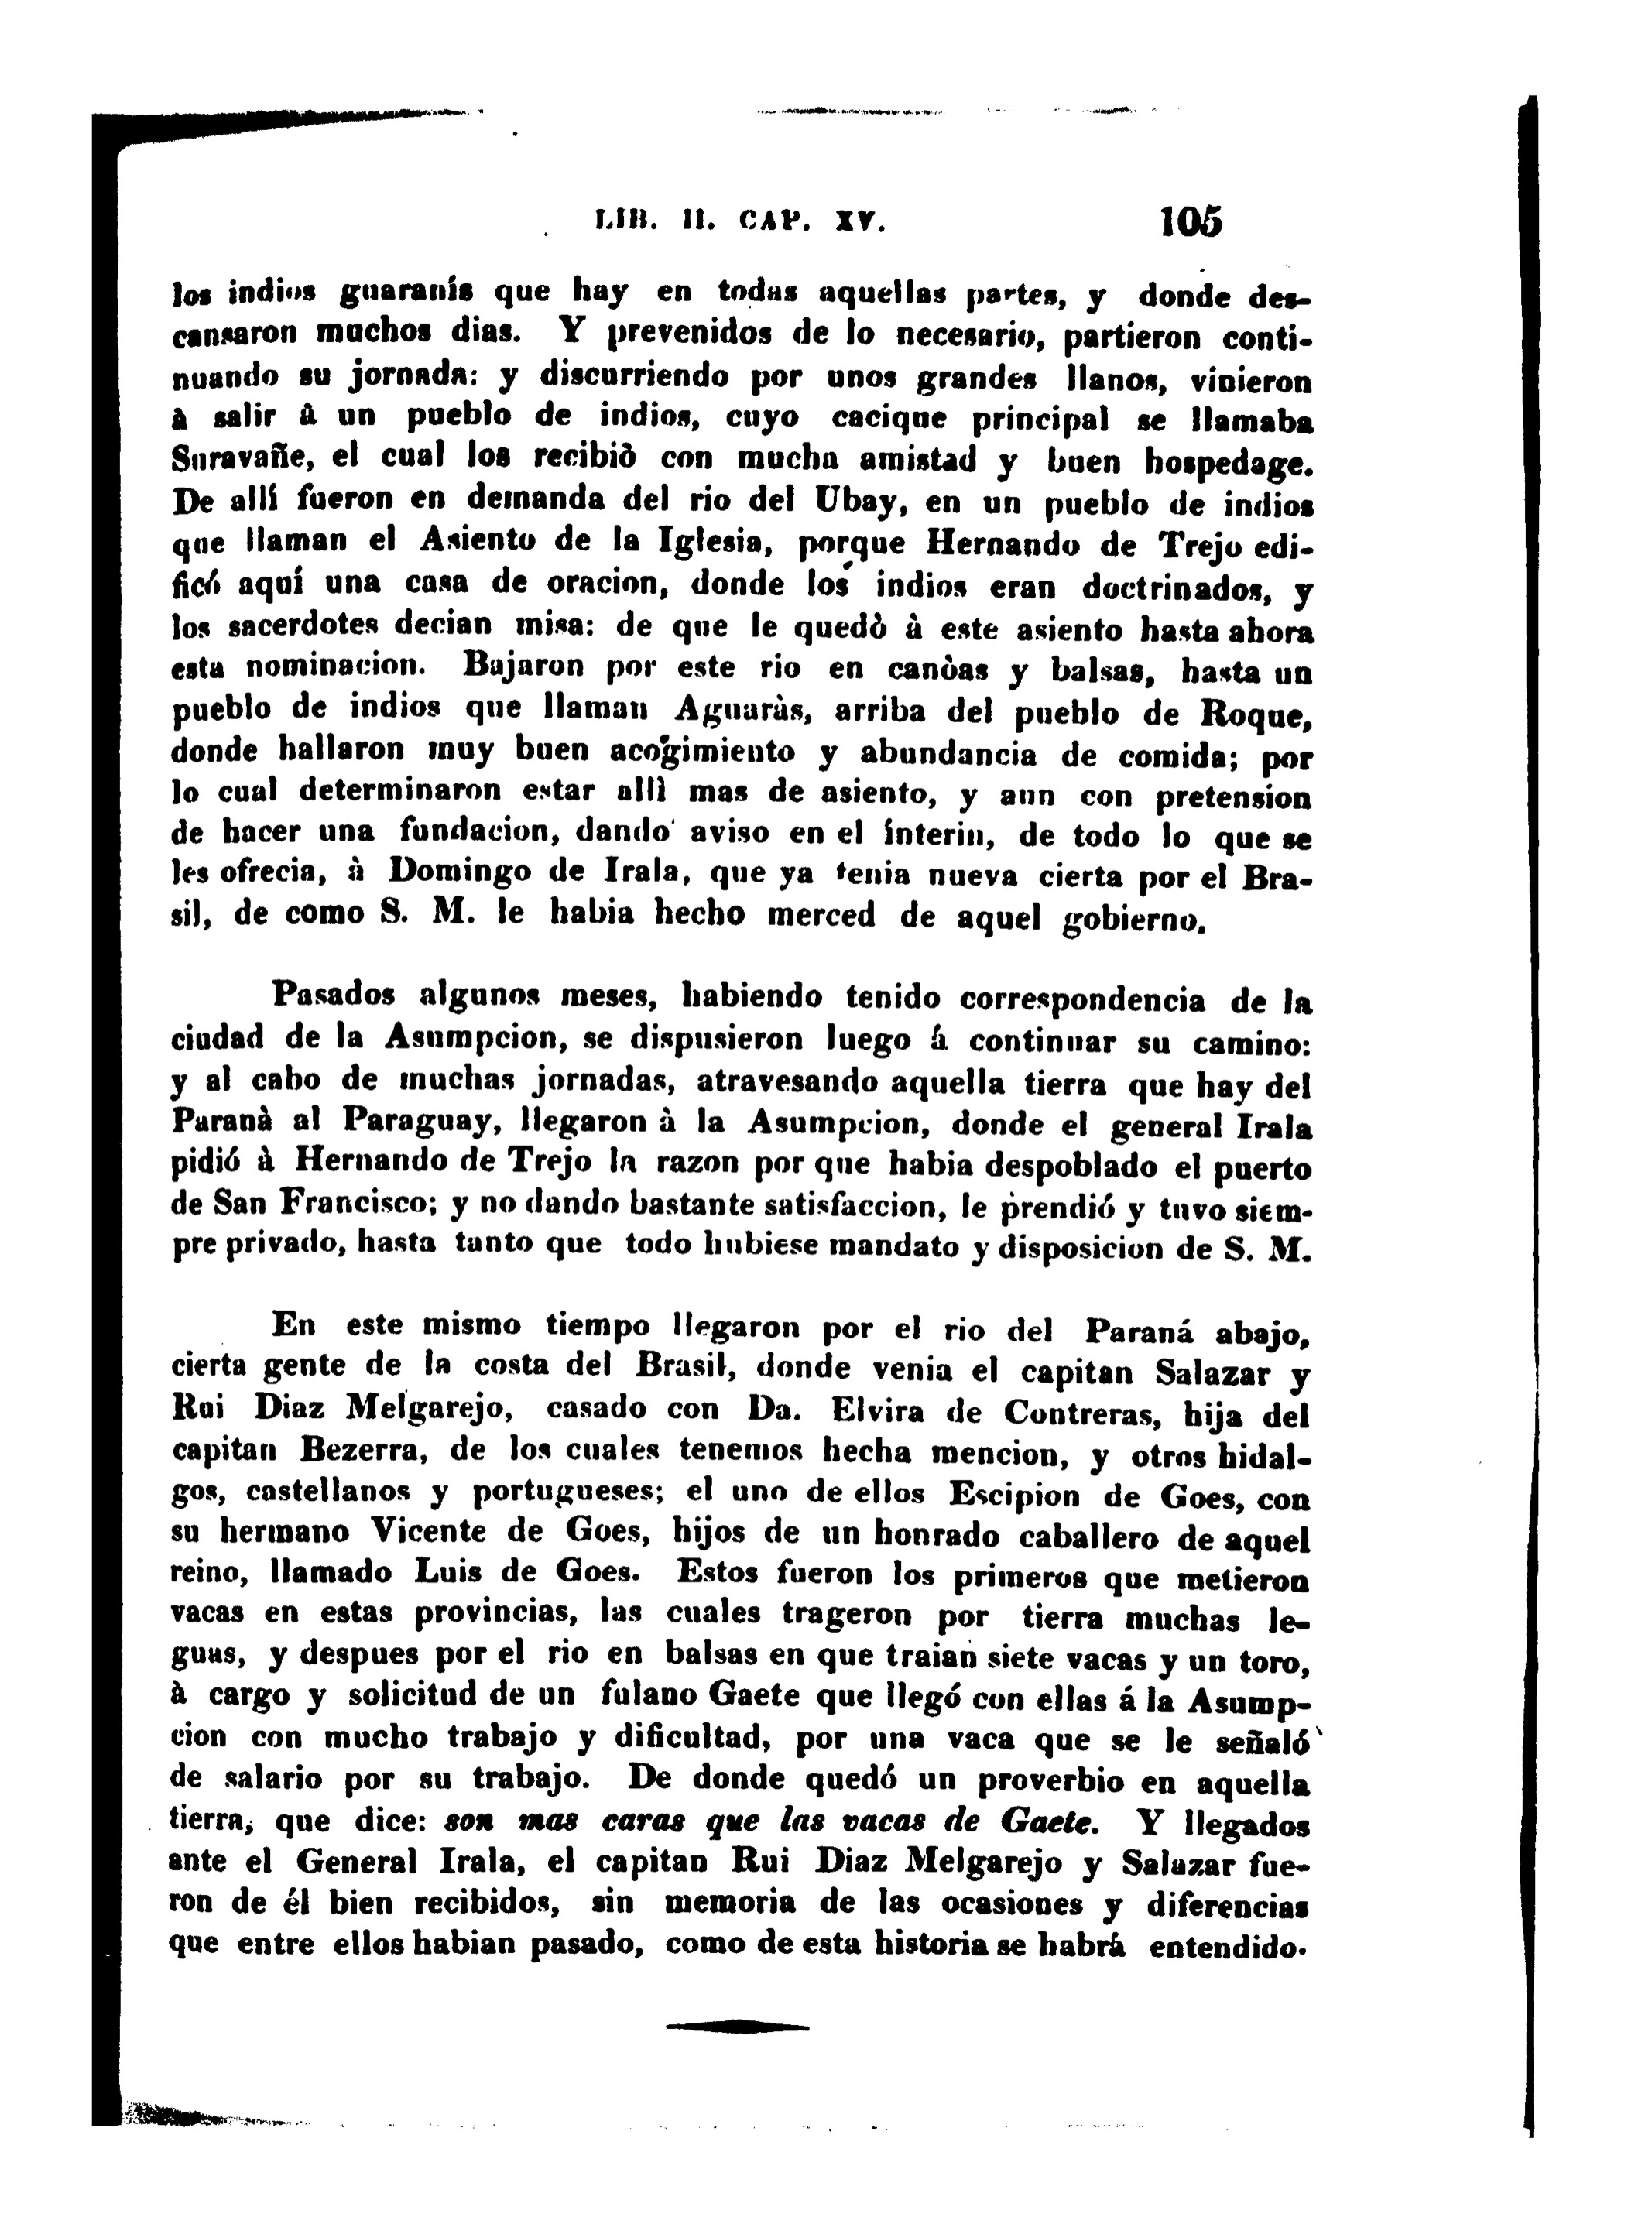 LIB. II. CAP. XV. 105
los indios guaranís que hay en todas aquellas partes, y donde des-
cansaron muchos dias. Y prevenidos de lo necesario, partieron conti-
nuando su jornada: y discurriendo por unos grandes llanos, vinieron
à salir â un pueblo de indios, cuyo cacique principal se llamaba
Suravañe, el cual los recibiò con mucha amistad y buen hospedage.
De allí fueron en demanda del rio del Ubay, en un pueblo de indios
que llaman el Asiento de la Iglesia, porque Hernando de Trejo edi-
ficó aquí una casa de oracion, donde los indios eran doctrinados, y
los sacerdotes decian misa: de que le quedò à este asiento hasta ahora
esta nominacion. Bajaron por este rio en canòas y balsas, hasta un
pueblo de indios que llaman Aguaràs, arriba del pueblo de Roque,
donde hallaron muy buen acogimiento y abundancia de comida; por
lo cual determinaron estar allì mas de asiento, y aun con pretension
de hacer una fundacion, dando aviso en el ínterin, de todo lo que se
les ofrecia, à Domingo de Irala, que ya tenia nueva cierta por el Bra-
sil, de como S. M. le habia hecho merced de aquel gobierno.
Pasados algunos meses, habiendo tenido correspondencia de la
ciudad de la Asumpcion, se dispusieron luego á continuar su camino:
y al cabo de muchas jornadas, atravesando aquella tierra que hay del
Paranà al Paraguay, llegaron à la Asumpcion, donde el general Irala
pidió à Hernando de Trejo la razon por que habia despoblado el puerto
de San Francisco; y no dando bastante satisfaccion, le prendió y tuvo siem-
pre privado, hasta tanto que todo hubiese mandato y disposicion de S. M.
En este mismo tiempo llegaron por el rio del Paraná abajo,
cierta gente de la costa del Brasil, donde venia el capitan Salazar y
Rui Diaz Melgarejo, casado con Da. Elvira de Contreras, hija del
capitan Bezerra, de los cuales tenemos hecha mencion, y otros hidal-
gos, castellanos y portugueses; el uno de ellos Escipion de Goes, con
su hermano Vicente de Goes, hijos de un honrado caballero de aquel
reino, llamado Luis de Goes. Estos fueron los primeros que metieron
vacas en estas provincias, las cuales trageron por tierra muchas le-
guas, y despues por el rio en balsas en que traian siete vacas y un toro,
à cargo y solicitud de un fulano Gaete que llegó con ellas á la Asump-
cion con mucho trabajo y dificultad, por una vaca que se le señaló
de salario por su trabajo. De donde quedó un proverbio en aquella
tierra, que dice: son mas caras que las vacas de Gaete. Y llegados
ante el General Irala, el capitan Rui Diaz Melgarejo y Salazar fue-
ron de él bien recibidos, sin memoria de las ocasiones y diferencias
que entre ellos habian pasado, como de esta historia se habrá entendido.